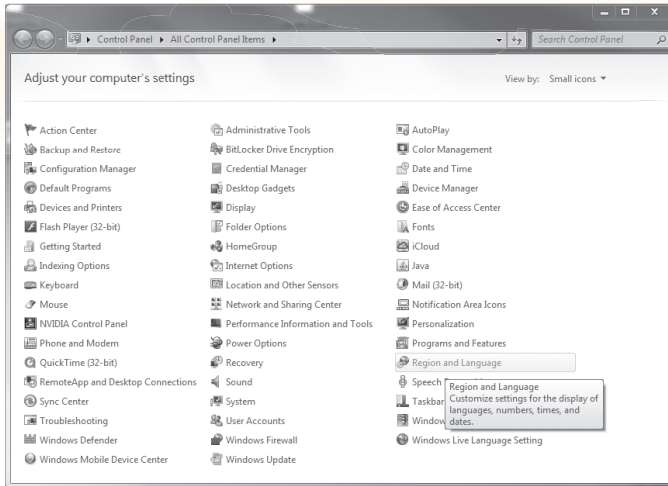 Control Panel ▸ All Control Panel Items ▸
Search Control Panel
Adjust your computer's settings
View by: Small icons
Action Center
Administrative Tools
AutoPlay
Backup and Restore
BitLocker Drive Encryption
Color Management
Configuration Manager
Credential Manager
Date and Time
Default Programs
Desktop Gadgets
Device Manager
Devices and Printers
Display
Ease of Access Center
Flash Player (32-bit)
Folder Options
Fonts
Getting Started
HomeGroup
iCloud
Indexing Options
Internet Options
Java
Keyboard
Location and Other Sensors
Mail (32-bit)
Mouse
Network and Sharing Center
Notification Area Icons
NVIDIA Control Panel
Performance Information and Tools
Personalization
Phone and Modem
Power Options
Programs and Features
QuickTime (32-bit)
Recovery
Region and Language
RemoteApp and Desktop Connections
Sound
Speech
Region and Language
Customize settings for the display of
languages, numbers, times, and
dates.
Sync Center
System
Taskbar
Troubleshooting
User Accounts
Window
Windows Defender
Windows Firewall
Windows Live Language Setting
Windows Mobile Device Center
Windows Update